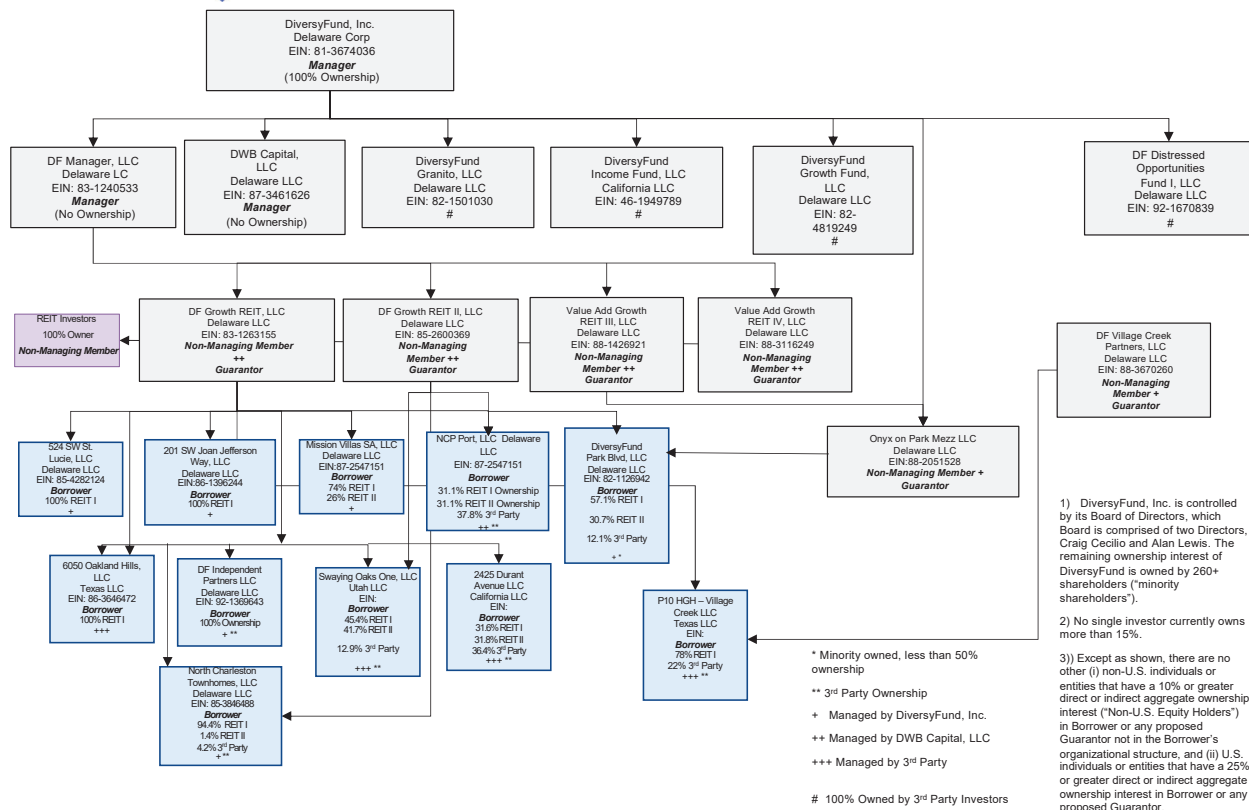 DiversyFund, Inc.
Delaware Corp
EIN: 81-3674036
Manager
(100% Ownership)
DF Manager, LLC
Delaware LC
EIN: 83-1240533
Manager
(No Ownership)
DWB Capital,
LLC
Delaware LLC
EIN: 87-3461626
Manager
(No Ownership)
DiversyFund
Granito, LLC
Delaware LLC
EIN: 82-1501030
#
DiversyFund
Income Fund, LLC
California LLC
EIN: 46-1949789
#
DiversyFund
Growth Fund,
LLC
Delaware LLC
EIN: 82-
4819249
#
DF Distressed
Opportunities
Fund I, LLC
Delaware LLC
EIN: 92-1670839
#
REIT Investors
100% Owner
Non-Managing Member
DF Growth REIT, LLC
Delaware LLC
EIN: 83-1263155
Non-Managing Member
++
Guarantor
DF Growth REIT II, LLC
Delaware LLC
EIN: 85-2600369
Non-Managing
Member ++
Guarantor
Value Add Growth
REIT III, LLC
Delaware LLC
EIN: 88-1426921
Non-Managing
Member ++
Guarantor
Value Add Growth
REIT IV, LLC
Delaware LLC
EIN: 88-3116249
Non-Managing
Member ++
Guarantor
DF Village Creek
Partners, LLC
Delaware LLC
EIN: 88-3670260
Non-Managing
Member +
Guarantor
524 SW St.
Lucie, LLC
Delaware LLC
EIN: 85-4282124
Borrower
100% REIT I
+
201 SW Joan Jefferson
Way, LLC
Delaware LLC
EIN:86-1396244
Borrower
100% REIT I
+
Mission Villas SA, LLC
Delaware LLC
EIN:87-2547151
Borrower
74% REIT I
26% REIT II
+
NCP Port, LLC Delaware
LLC
EIN: 87-2547151
Borrower
31.1% REIT I Ownership
31.1% REIT II Ownership
37.8% 3rd Party
++ **
DiversyFund
Park Blvd, LLC
Delaware LLC
EIN: 82-1126942
Borrower
57.1% REIT I
30.7% REIT II
12.1% 3rd Party
+ *
Onyx on Park Mezz LLC
Delaware LLC
EIN:88-2051528
Non-Managing Member +
Guarantor
6050 Oakland Hills,
LLC
Texas LLC
EIN: 86-3646472
Borrower
100% REIT I
+++
DF Independent
Partners LLC
Delaware LLC
EIN: 92-1369643
Borrower
100% Ownership
+ **
Swaying Oaks One, LLC
Utah LLC
EIN:
Borrower
45.4% REIT I
41.7% REIT II
12.9% 3rd Party
+++ **
2425 Durant
Avenue LLC
California LLC
EIN:
Borrower
31.6% REIT I
31.8% REIT II
36.4% 3rd Party
+++ **
P10 HGH – Village
Creek LLC
Texas LLC
EIN:
Borrower
78% REIT I
22% 3rd Party
+++ **
North Charleston
Townhomes, LLC
Delaware LLC
EIN: 85-3846488
Borrower
94.4% REIT I
1.4% REIT II
4.2% 3rd Party
+ **
* Minority owned, less than 50%
ownership
** 3rd Party Ownership
+ Managed by DiversyFund, Inc.
++ Managed by DWB Capital, LLC
+++ Managed by 3rd Party
# 100% Owned by 3rd Party Investors
1) DiversyFund, Inc. is controlled
by its Board of Directors, which
Board is comprised of two Directors,
Craig Cecilio and Alan Lewis. The
remaining ownership interest of
DiversyFund is owned by 260+
shareholders (“minority
shareholders”).
2) No single investor currently owns
more than 15%.
3)) Except as shown, there are no
other (i) non-U.S. individuals or
entities that have a 10% or greater
direct or indirect aggregate ownership
interest (“Non-U.S. Equity Holders”)
in Borrower or any proposed
Guarantor not in the Borrower’s
organizational structure, and (ii) U.S.
individuals or entities that have a 25%
or greater direct or indirect aggregate
ownership interest in Borrower or any
proposed Guarantor